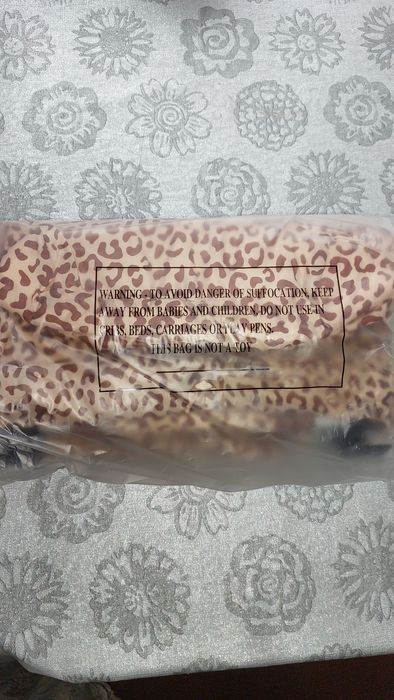 WARNING - TO AVOID DANGER OF SUFFOCATION, KEEP
AWAY FROM BABIES AND CHILDREN, DO NOT USE IN
CRIBS, BEDS, CARRIAGES OR PLAY PENS.
THIS BAG IS NOT A TOY